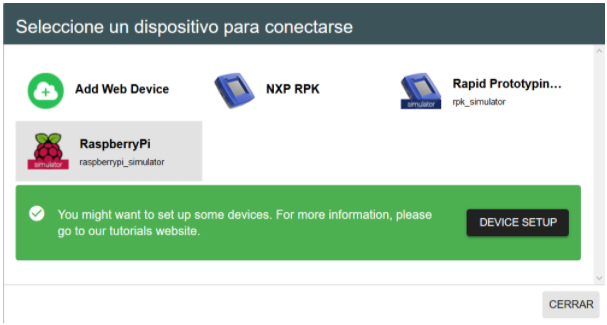 Seleccione un dispositivo para conectarse
Add Web Device
NXP RPK
Rapid Prototypin...
simulator
rpk_simulator
simulator
RaspberryPi
raspberrypi_simulator
You might want to set up some devices. For more information, please
go to our tutorials website.
DEVICE SETUP
CERRAR